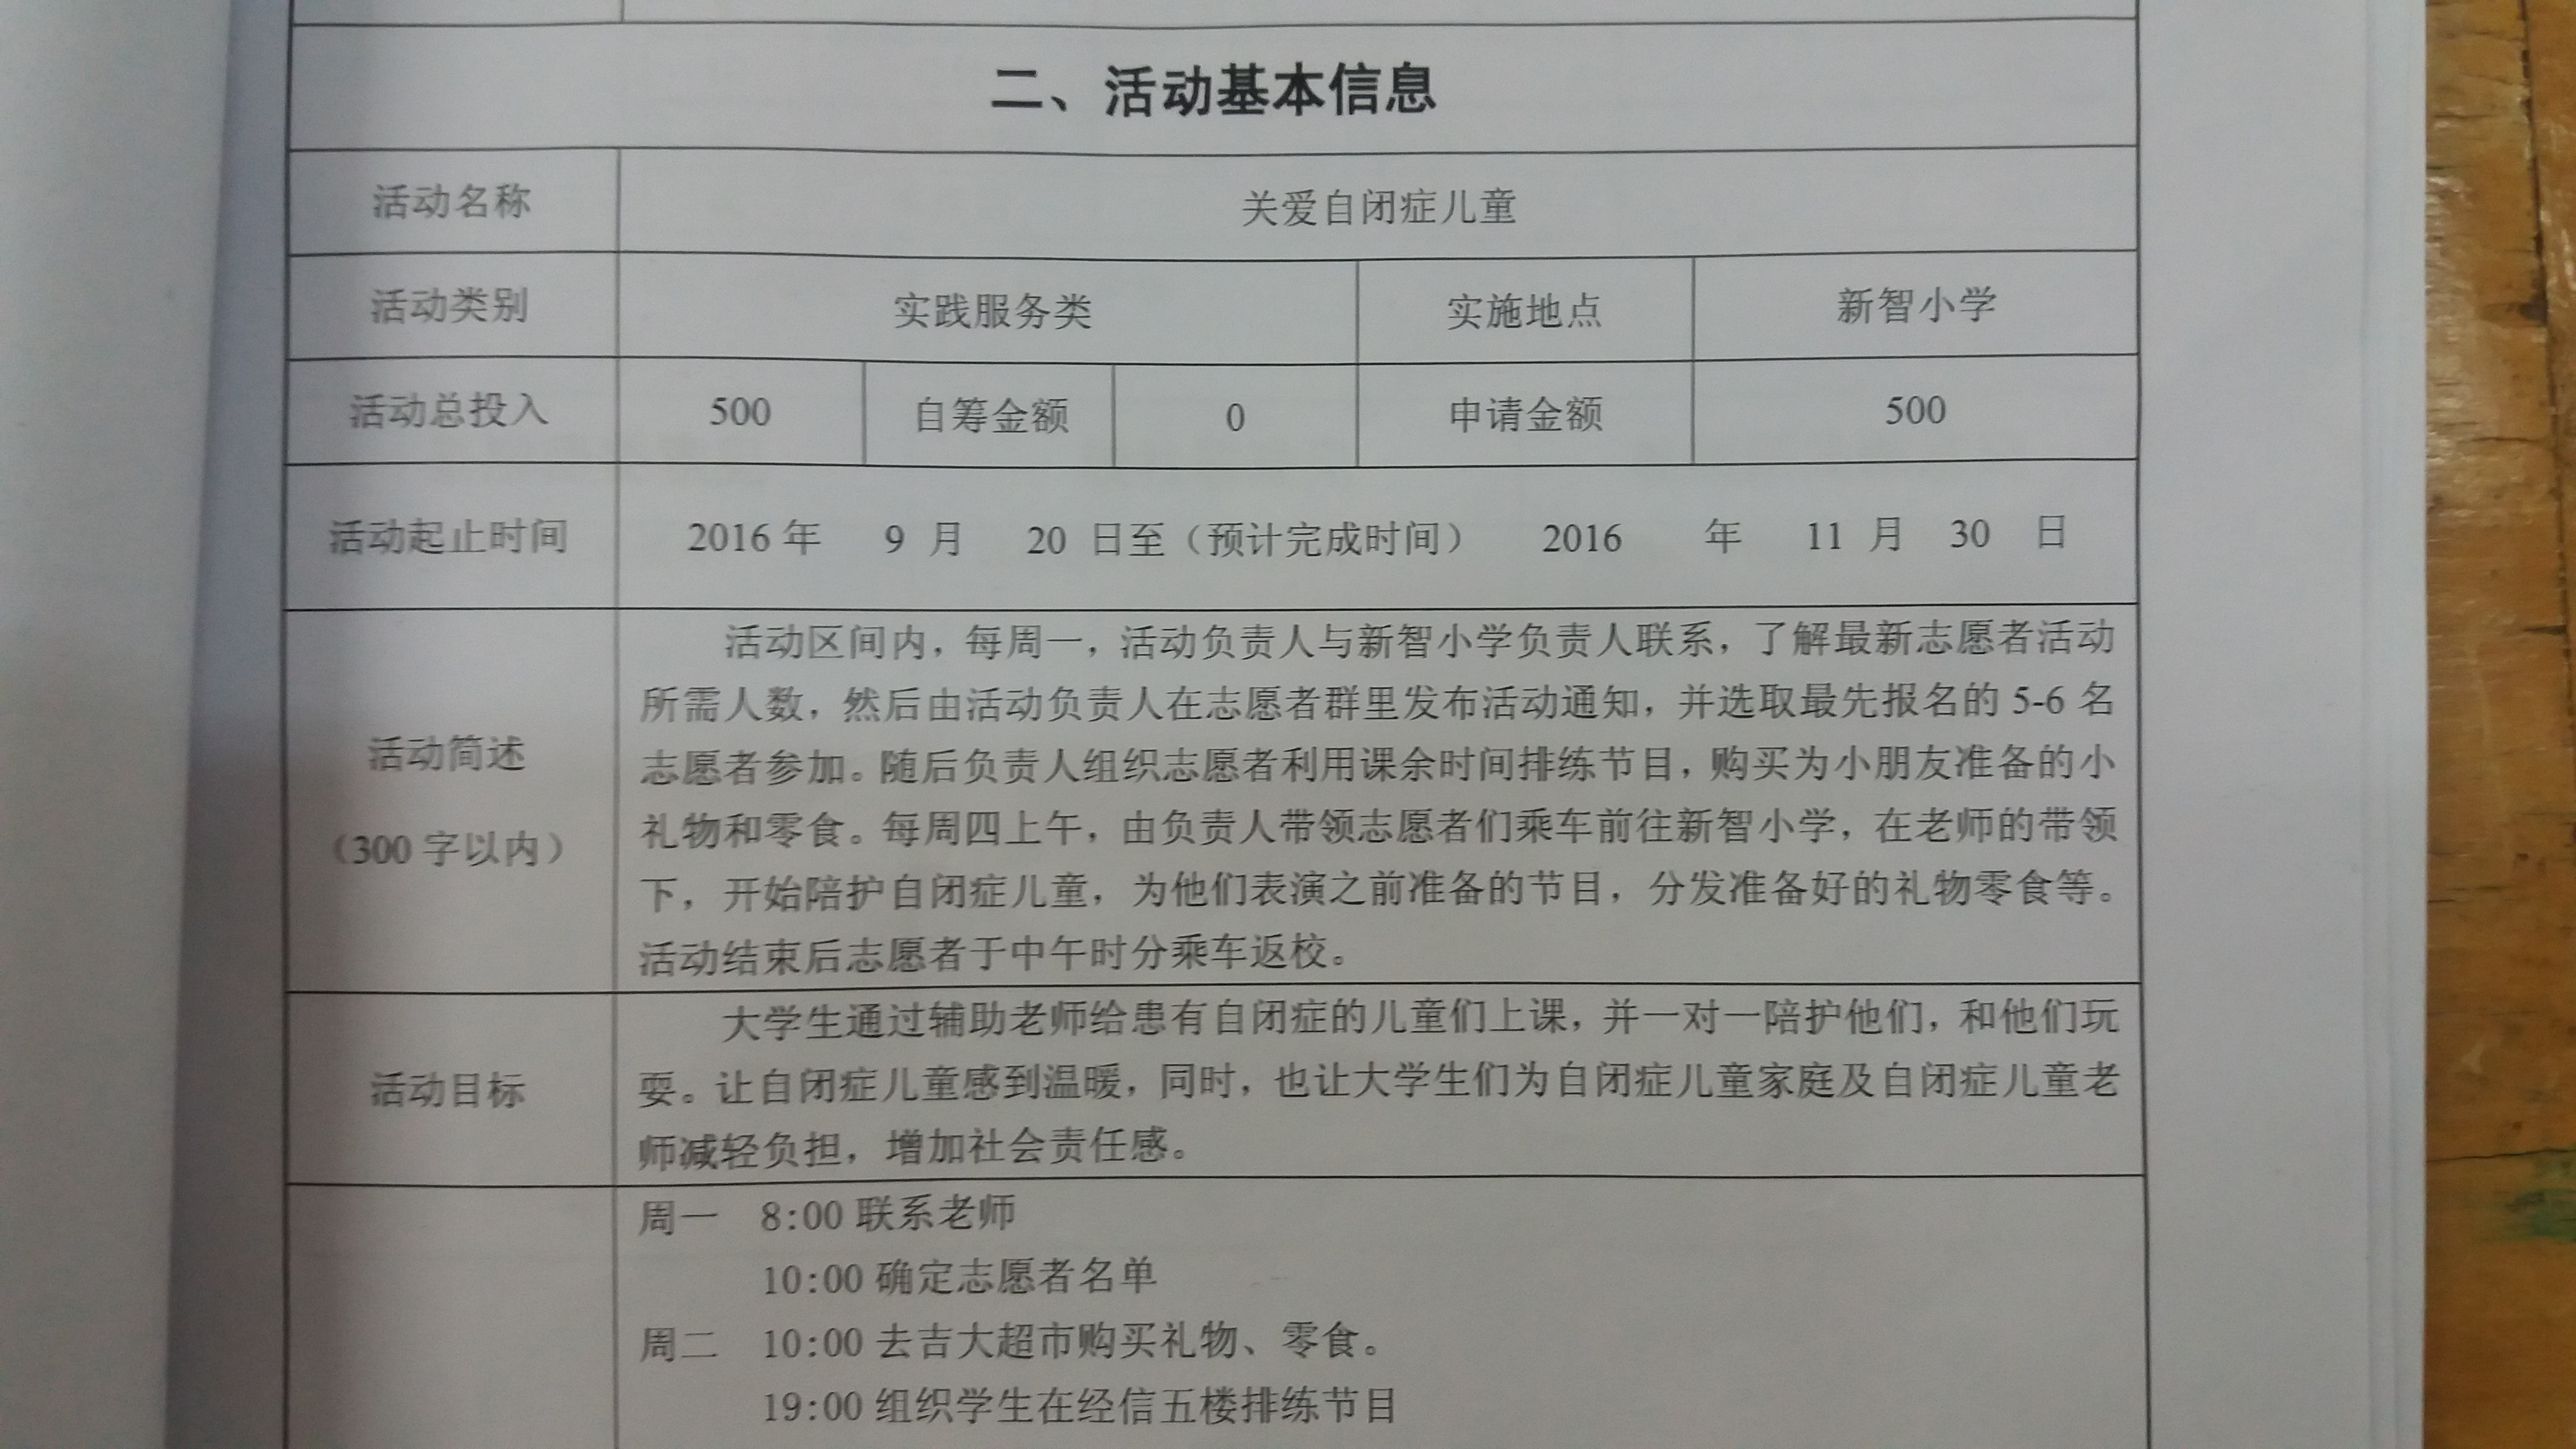 二、活动基本信息
活动名称 关爱自闭症儿童
活动类别 实践服务类 实施地点 新智小学
活动总投入 500 自筹金额 0 申请金额 500
活动起止时间 2016 年 9 月 20 日至（预计完成时间） 2016 年 11 月 30 日
活动简述
（300 字以内）
活动区间内，每周一，活动负责人与新智小学负责人联系，了解最新志愿者活动
所需人数，然后由活动负责人在志愿者群里发布活动通知，并选取最先报名的 5-6 名
志愿者参加。随后负责人组织志愿者利用课余时间排练节目，购买为小朋友准备的小
礼物和零食。每周四上午，由负责人带领志愿者们乘车前往新智小学，在老师的带领
下，开始陪护自闭症儿童，为他们表演之前准备的节目，分发准备好的礼物零食等。
活动结束后志愿者于中午时分乘车返校。
活动目标
大学生通过辅助老师给患有自闭症的儿童们上课，并一对一陪护他们，和他们玩
耍。让自闭症儿童感到温暖，同时，也让大学生们为自闭症儿童家庭及自闭症儿童老
师减轻负担，增加社会责任感。
周一 8:00 联系老师
10:00 确定志愿者名单
周二 10:00 去吉大超市购买礼物、零食。
19:00 组织学生在经信五楼排练节目